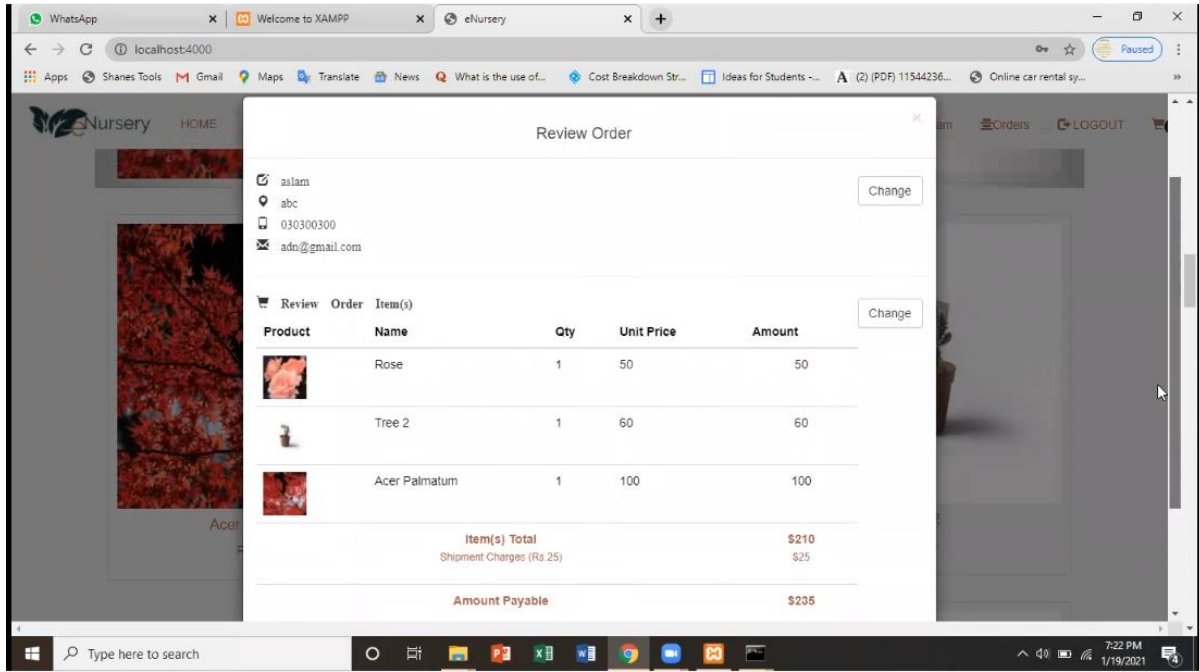 WhatsApp Welcome to XAMPP eNursery
localhost:4000 Paused
Apps Shanes Tools Gmail Maps Translate News What is the use of... Cost Breakdown Str... Ideas for Students -... (2) (PDF) 11544236... Online car rental sy...
eNursery HOME Orders LOGOUT
Review Order
aslam Change
abc
030300300
adn@gmail.com
Review Order Item(s) Change
Product Name Qty Unit Price Amount
Rose 1 50 50
Tree 2 1 60 60
Acer Palmatum 1 100 100
Acer
Item(s) Total $210
Shipment Charges (Rs.25) $25
Amount Payable $235
Type here to search 7:22 PM
1/19/2021